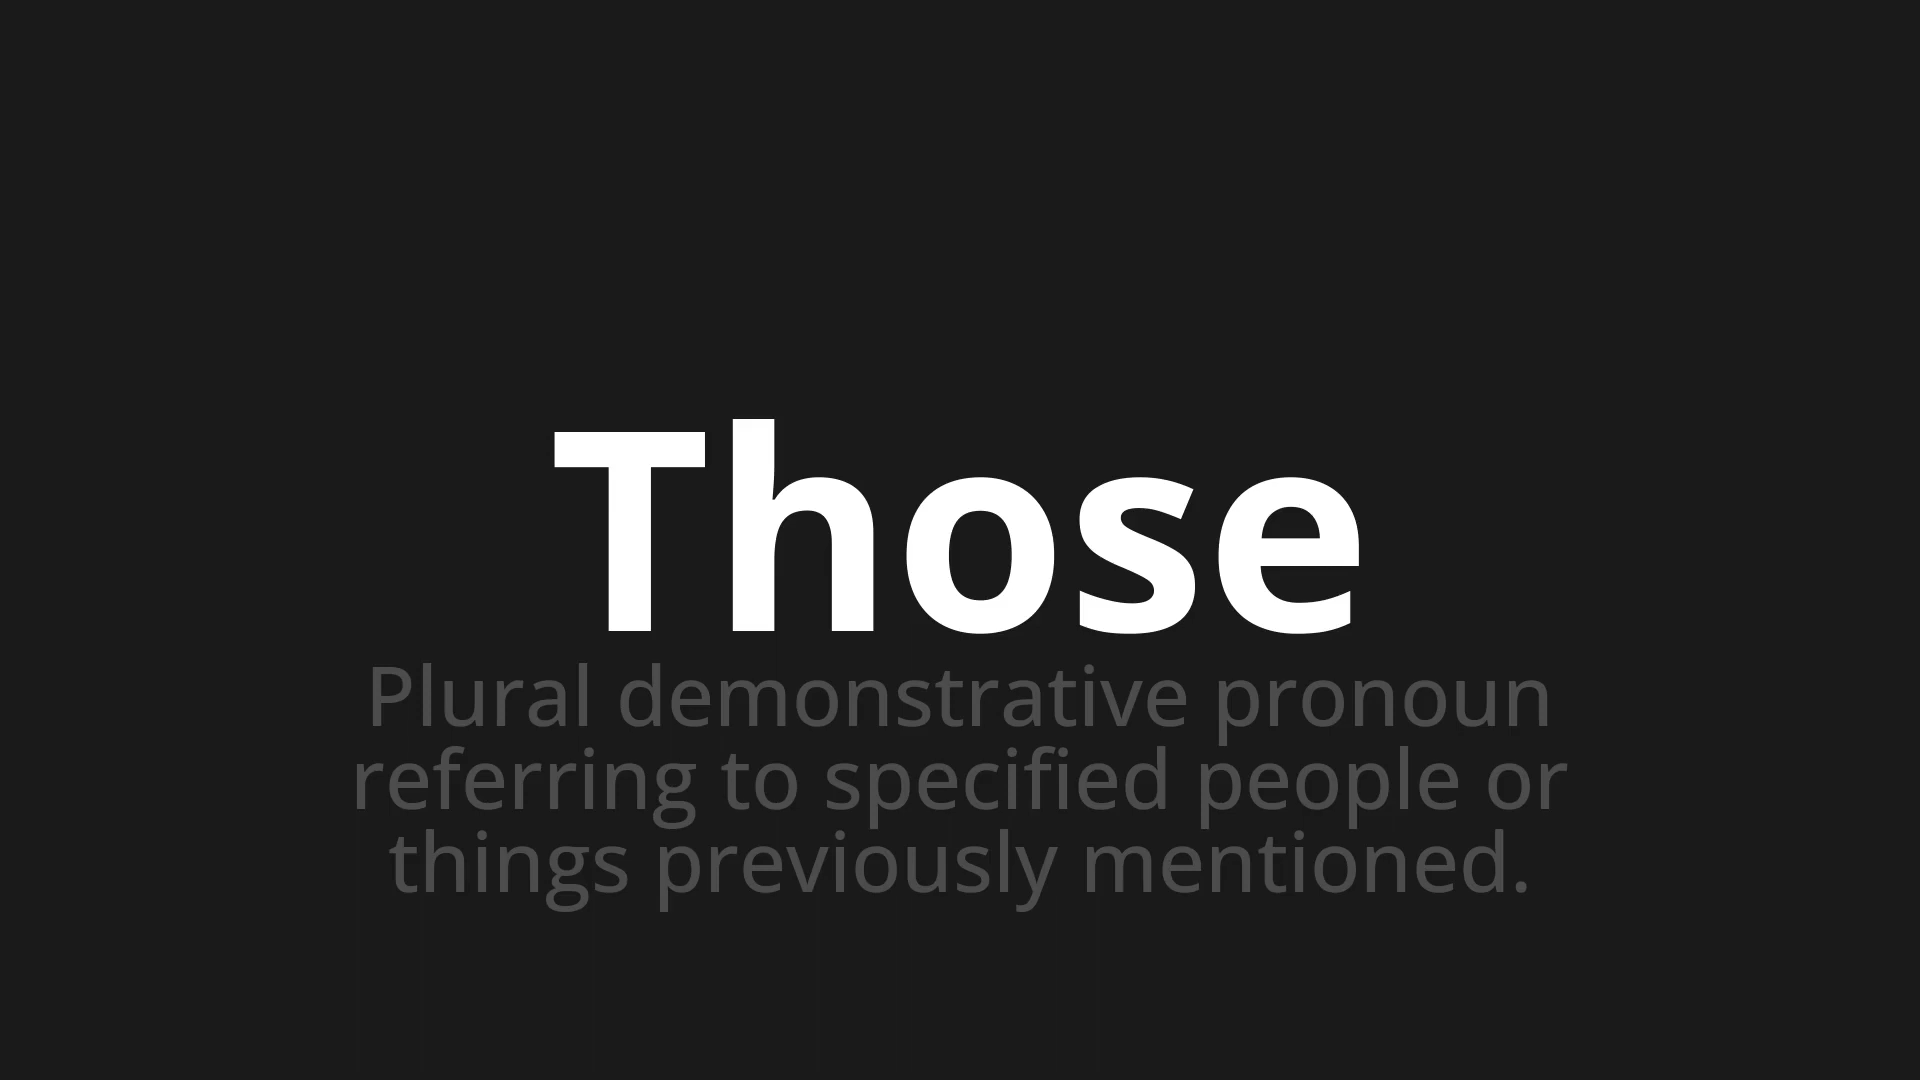 Those
Plural demonstrative pronoun
referring to specified people or
things previously mentioned.